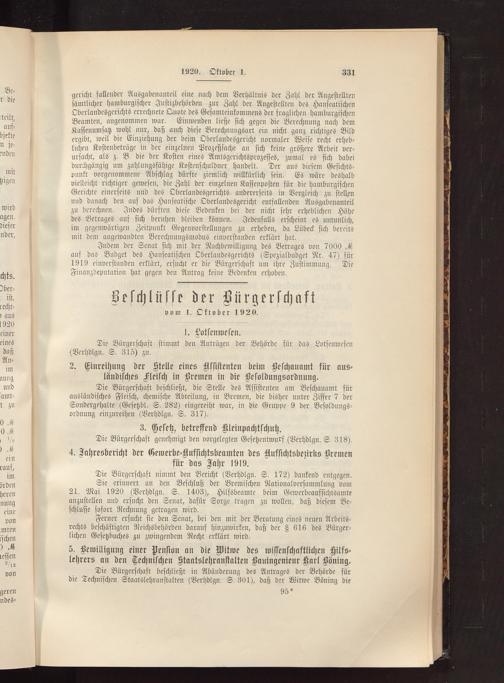 1920. Oktober 1. 331
gericht fallender Ausgabenanteil eine nach dem Verhältnis der Zahl der Angestellten
sämtlicher hamburgischer Justizbehörden zur Zahl der Angestellten des Hanseatischen
Oberlandesgerichts errechnete Quote des Gesamteinkommens der fraglichen hamburgischen
Beamten, angenommen war. Einwenden ließe sich gegen die Berechnung nach dem
Kassenumsatz wohl nur, daß auch diese Berechnungsart ein nicht ganz richtiges Bild
ergibt, weil die Einziehung der beim Oberlandesgericht normaler Weise recht erheb-
lichen Kostenbeträge in der einzelnen Prozeßsache an sich keine größere Arbeit ver-
ursacht, als z. B. die der Kosten eines Amtsgerichtsprozesses, zumal es sich dabei
durchgängig um zahlungsfähige Kostenschuldner handelt. Der aus diesem Gesichts-
punkt vorgenommene Abschlag dürfte ziemlich willkürlich sein. Es wäre deshalb
vielleicht richtiger gewesen, die Zahl der einzelnen Kassenposten für die hamburgischen
Gerichte einerseits und des Oberlandesgerichts andererseits in Vergleich zu stellen
und danach den auf das Hanseatische Oberlandesgericht entfallenden Ausgabenanteil
zu berechnen. Indes dürften diese Bedenken bei der nicht sehr erheblichen Höhe
des Betrages auf sich beruhen bleiben können. Jedenfalls erscheint es unnütz,
im gegenwärtigen Zeitpunkt Gegenvorstellungen zu erheben, da Lübeck sich bereits
mit dem angewandten Berechnungsmodus einverstanden erklärt hat.
Indem der Senat sich mit der Nachbewilligung des Betrages von 7000 ℳ
auf das Budget des Hanseatischen Oberlandesgerichts (Spezialbudget Nr. 47) für
1919 einverstanden erklärt, ersucht er die Bürgerschaft um ihre Zustimmung. Die
Finanzdeputation hat gegen den Antrag keine Bedenken erhoben.
Beschlüsse der Bürgerschaft
vom 1. Oktober 1920.
1. Lotsenwesen.
Die Bürgerschaft stimmt den Anträgen der Behörde für das Lotsenwesen
(Verhdlgn. S. 315) zu.
2. Einreihung der Stelle eines Assistenten beim Beschauamt für aus-
ländisches Fleisch in Bremen in die Besoldungsordnung.
Die Bürgerschaft beschließt, die Stelle des Assistenten am Beschauamt für
ausländisches Fleisch, chemische Abteilung, in Bremen, die bisher unter Ziffer 7 der
Sondergehalte (Gesetzbl. S. 282) eingereiht war, in die Gruppe 9 der Besoldungs-
ordnung einzureihen (Verhdlgn. S. 317).
3. Gesetz, betreffend Kleinpachtschutz.
Die Bürgerschaft genehmigt den vorgelegten Gesetzentwurf (Verhdlgn. S. 318).
4. Jahresbericht der Gewerbe-Aufsichtsbeamten des Aufsichtsbezirks Bremen
für das Jahr 1919.
Die Bürgerschaft nimmt den Bericht (Verhdlgn. S. 172) dankend entgegen.
Sie erinnert an den Beschluß der Bremischen Nationalversammlung vom
21. Mai 1920 (Verhdlgn. S. 1403), Hilfsbeamte beim Gewerbeaufsichtsamte
anzustellen und ersucht den Senat, dafür Sorge tragen zu wollen, daß diesem Be-
schlusse sofort Rechnung getragen wird.
Ferner ersucht sie den Senat, bei den mit der Beratung eines neuen Arbeits-
rechts beschäftigten Reichsbehörden darauf hinzuwirken, daß der § 616 des Bürger-
lichen Gesetzbuches zu zwingendem Recht erklärt wird.
5. Bewilligung einer Pension an die Witwe des wissenschaftlichen Hilfs-
lehrers an den Technischen Staatslehranstalten Bauingenieur Karl Böning.
Die Bürgerschaft beschließt in Abänderung des Antrages der Behörde für
die Technischen Staatslehranstalten (Verhdlgn. S. 301), daß der Witwe Böning die
95*